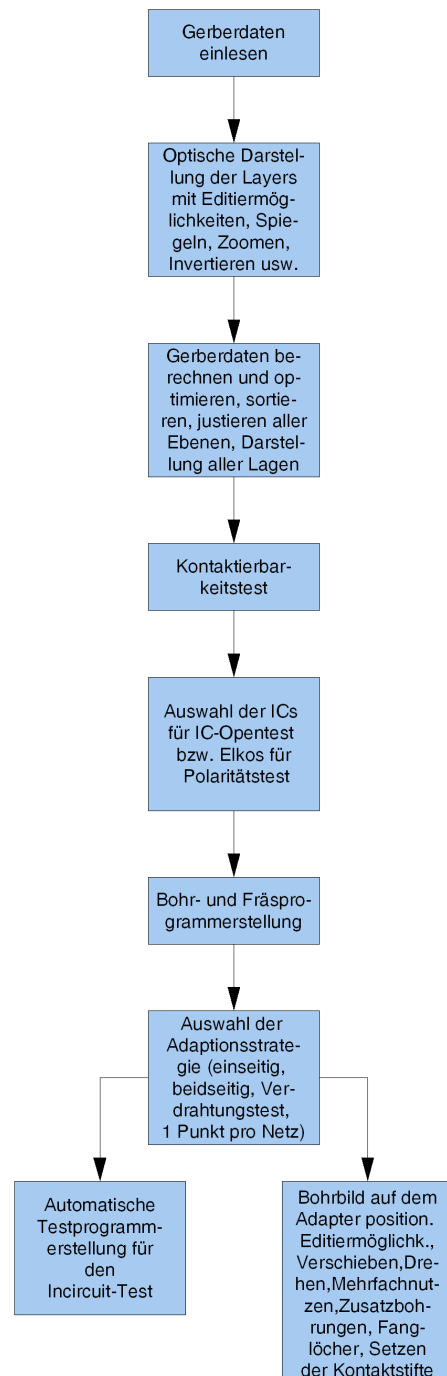 Gerberdaten
einlesen
Optische Darstel-
lung der Layers
mit Editiermög-
lichkeiten, Spie-
geln, Zoomen,
Invertieren usw.
Gerberdaten be-
rechnen und op-
timieren, sortie-
ren, justieren aller
Ebenen, Darstel-
lung aller Lagen
Kontaktierbar-
keitstest
Auswahl der ICs
für IC-Opentest
bzw. Elkos für
Polaritätstest
Bohr- und Fräspro-
grammerstellung
Auswahl der
Adaptionsstrate-
gie (einseitig,
beidseitig, Ver-
drahtungstest,
1 Punkt pro Netz)
Automatische
Testprogramm-
erstellung für
den
Incircuit-Test
Bohrbild auf dem
Adapter position.
Editiermöglichk.,
Verschieben,Dre-
hen,Mehrfachnut-
zen,Zusatzboh-
rungen, Fang-
löcher, Setzen
der Kontaktstifte